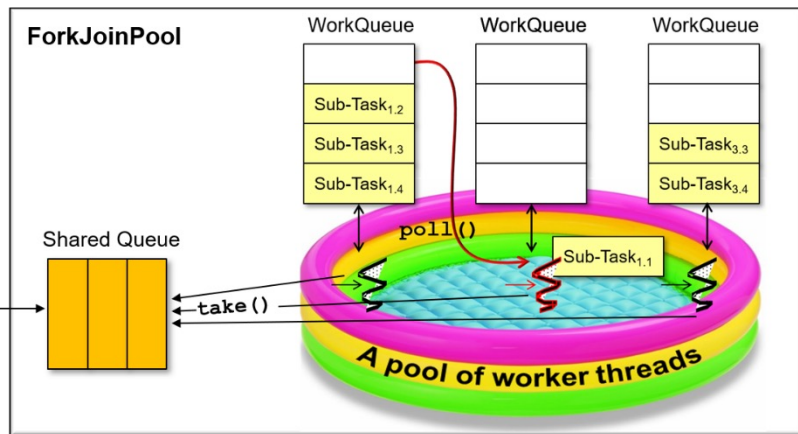 ForkJoinPool
WorkQueue
WorkQueue
WorkQueue
Sub-Task1.2
Sub-Task1.3
Sub-Task1.4
Sub-Task3.3
Sub-Task3.4
poll()
Sub-Task1.1
Shared Queue
take()
A pool of worker threads